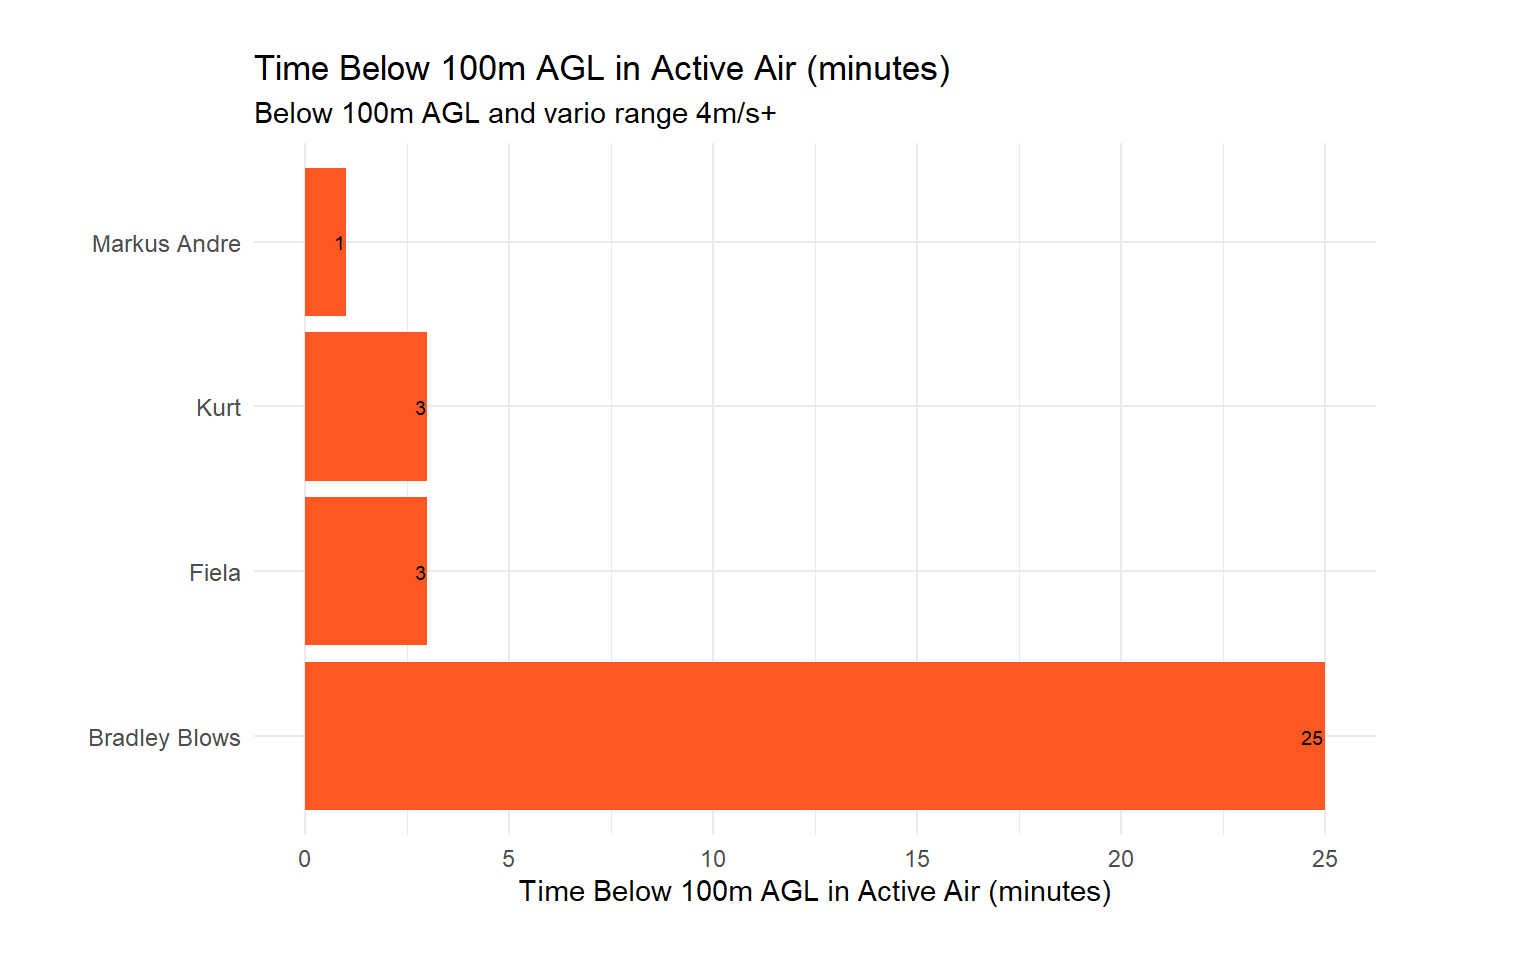 Time Below 100m AGL in Active Air (minutes)
Below 100m AGL and vario range 4m/s+
Markus Andre
1
Kurt
3
Fiela
3
Bradley Blows
25
0 5 10 15 20 25
Time Below 100m AGL in Active Air (minutes)